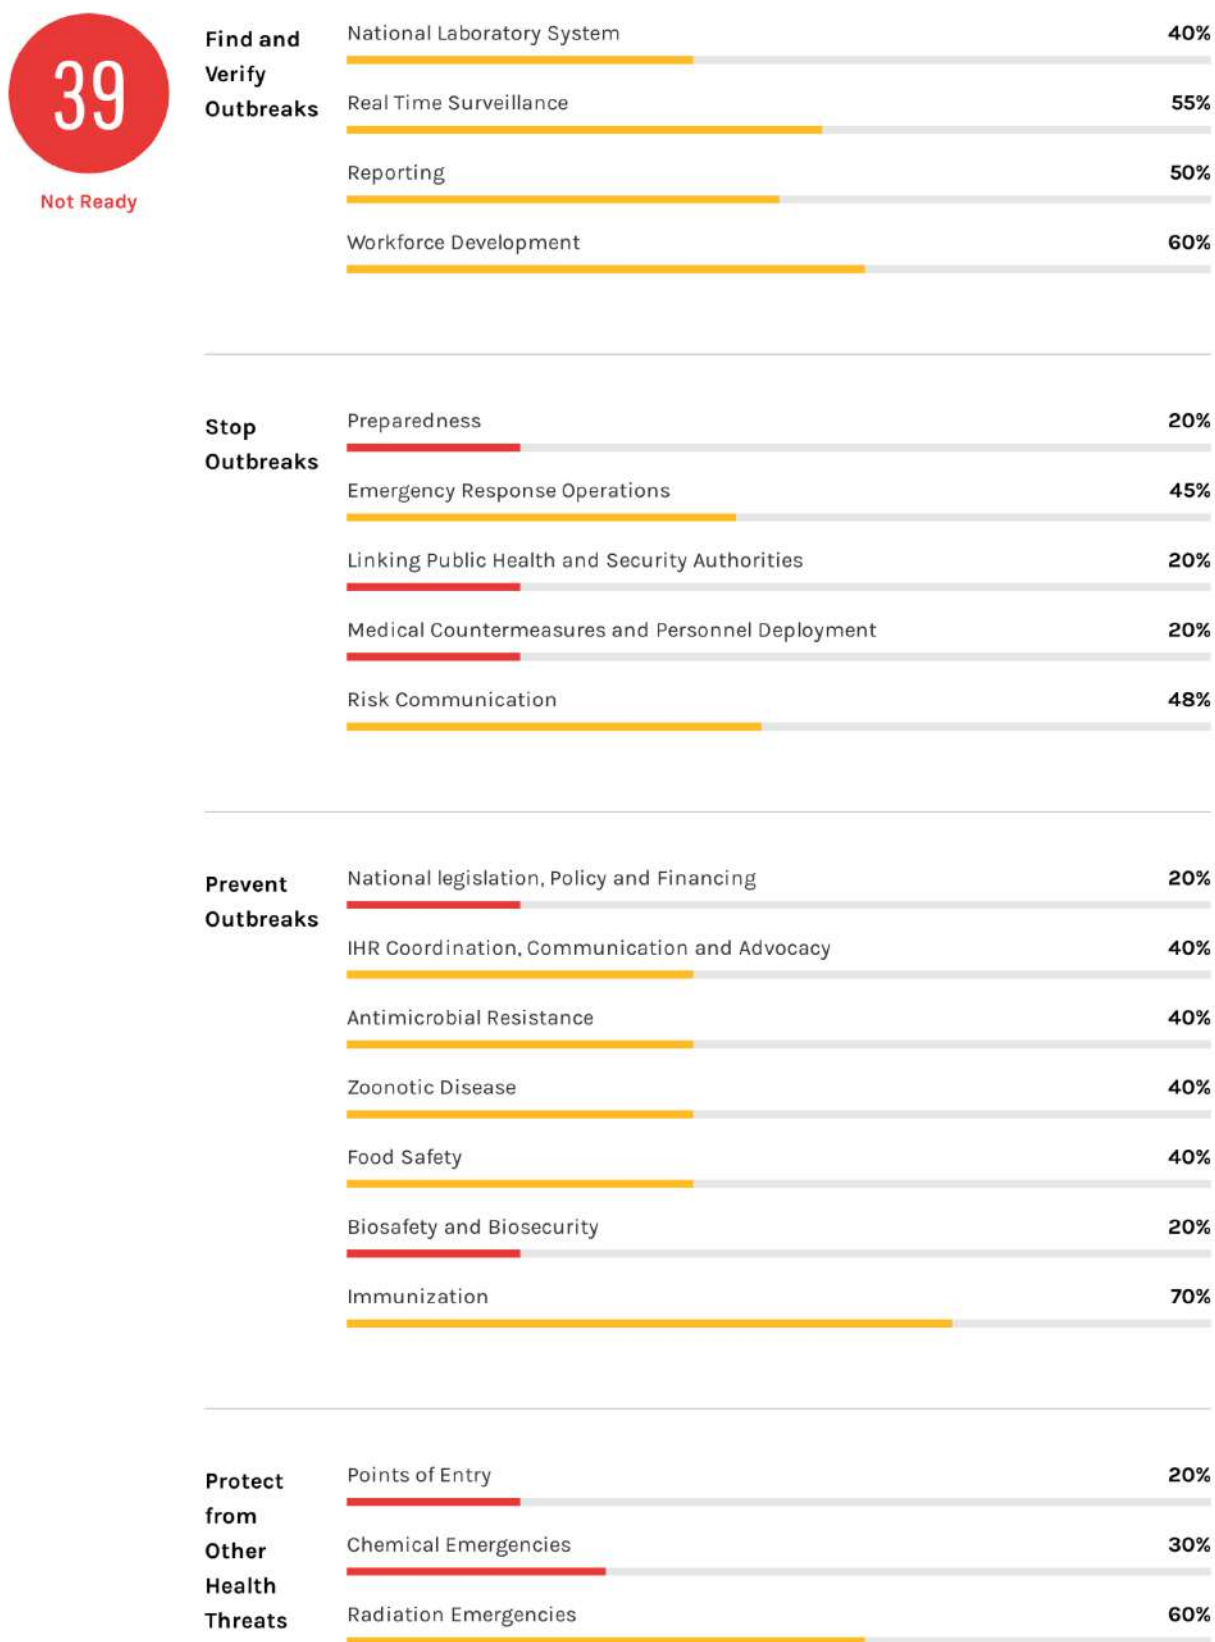 39
Not Ready
Find and
Verify
Outbreaks
National Laboratory System 40%
Real Time Surveillance 55%
Reporting 50%
Workforce Development 60%
Stop
Outbreaks
Preparedness 20%
Emergency Response Operations 45%
Linking Public Health and Security Authorities 20%
Medical Countermeasures and Personnel Deployment 20%
Risk Communication 48%
Prevent
Outbreaks
National legislation, Policy and Financing 20%
IHR Coordination, Communication and Advocacy 40%
Antimicrobial Resistance 40%
Zoonotic Disease 40%
Food Safety 40%
Biosafety and Biosecurity 20%
Immunization 70%
Protect
from
Other
Health
Threats
Points of Entry 20%
Chemical Emergencies 30%
Radiation Emergencies 60%